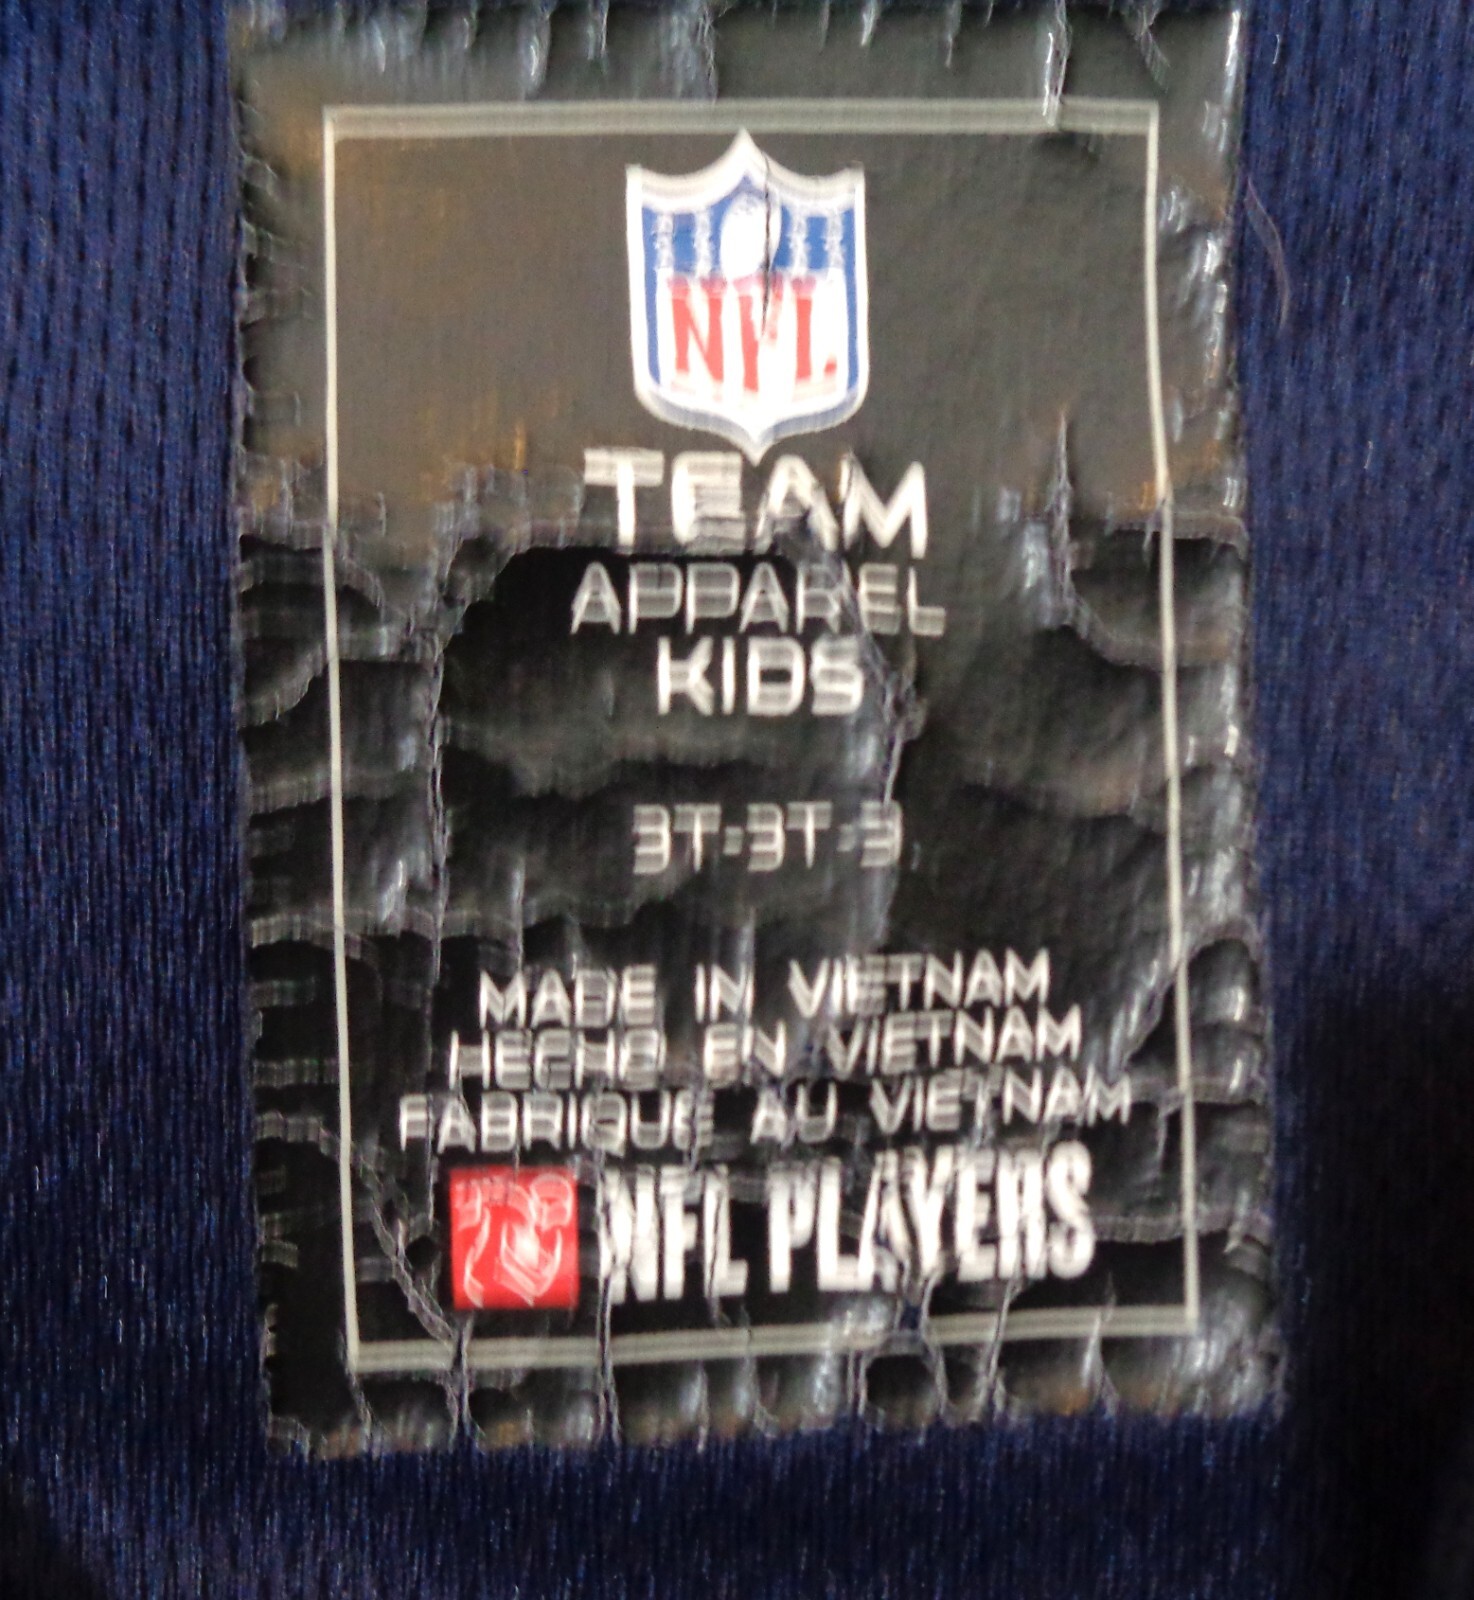 NFL
TEAM
APPAREL
KIDS
3T-3T-3
MADE IN VIETNAM
HECHO EN VIETNAM
FABRIQUE AU VIETNAM
NFL PLAYERS